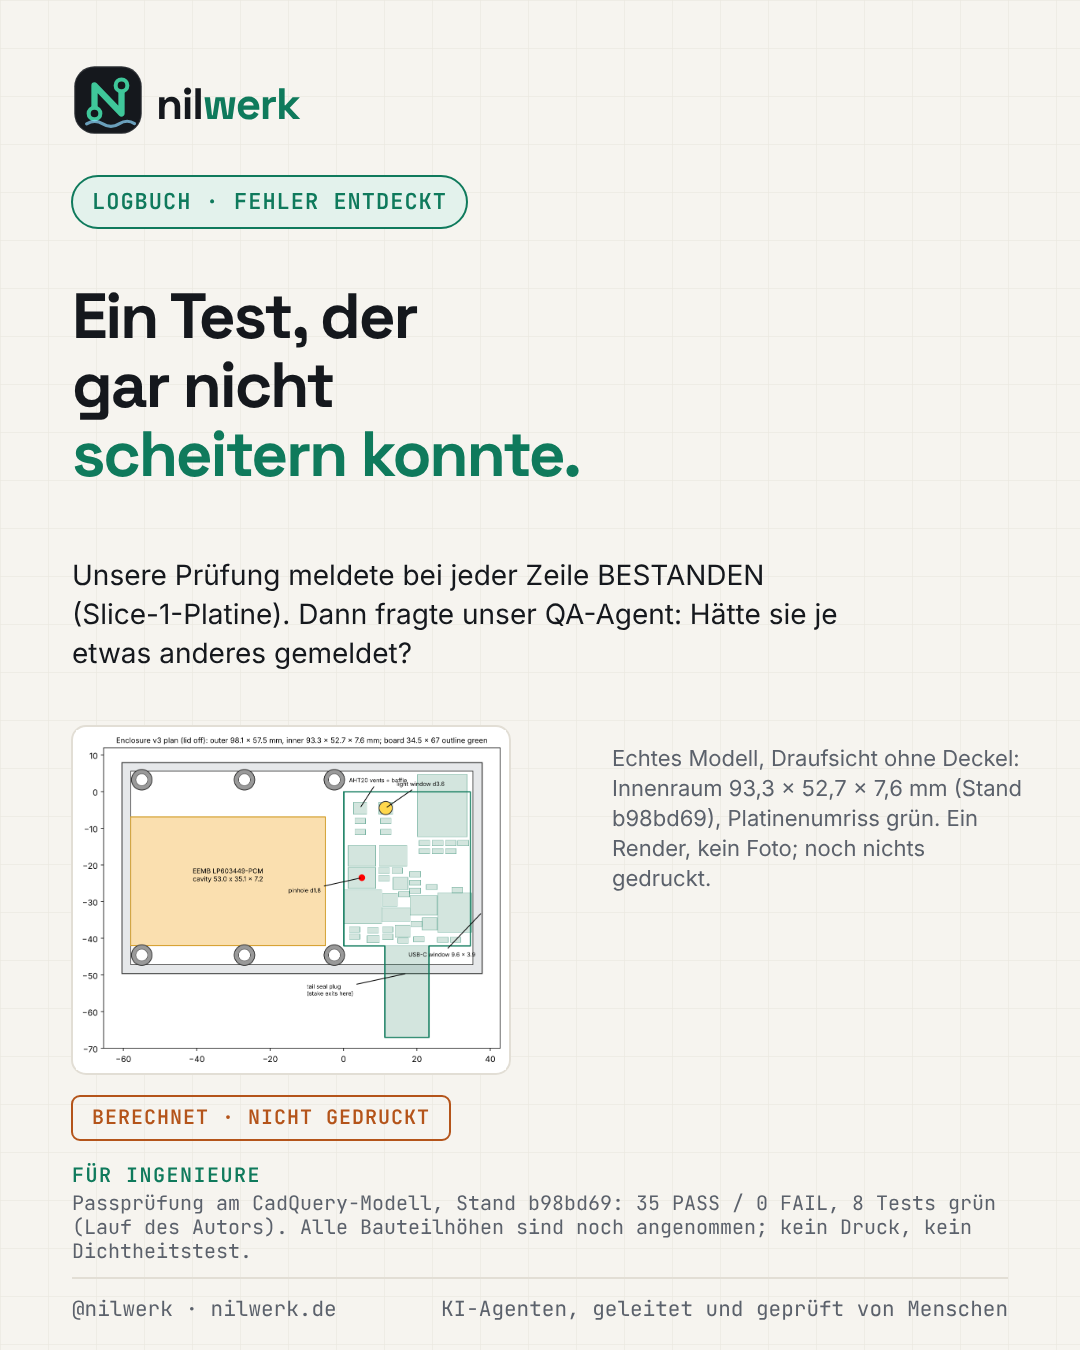 nilwerk
LOGBUCH · FEHLER ENTDECKT
Ein Test, der
gar nicht
scheitern konnte.
Unsere Prüfung meldete bei jeder Zeile BESTANDEN
(Slice-1-Platine). Dann fragte unser QA-Agent: Hätte sie je
etwas anderes gemeldet?
Enclosure v3 plan (lid off): outer 98.1 × 57.5 mm, inner 93.3 × 52.7 × 7.6 mm; board 34.5 × 67 outline green
10
0
−10
−20
−30
−40
−50
−60
−70
−60
−40
−20
0
20
40
AHT20 vents + baffle
light window d3.6
EEMB LP603449-PCM
cavity 53.0 x 35.1 × 7.2
pinhole d1.8
USB-C window 9.6 × 3.9
tail seal plug
(stake exits here)
Echtes Modell, Draufsicht ohne Deckel:
Innenraum 93,3 × 52,7 × 7,6 mm (Stand
b98bd69), Platinenumriss grün. Ein
Render, kein Foto; noch nichts
gedruckt.
BERECHNET · NICHT GEDRUCKT
FÜR INGENIEURE
Passprüfung am CadQuery-Modell, Stand b98bd69: 35 PASS / 0 FAIL, 8 Tests grün
(Lauf des Autors). Alle Bauteilhöhen sind noch angenommen; kein Druck, kein
Dichtheitstest.
@nilwerk · nilwerk.de
KI-Agenten, geleitet und geprüft von Menschen